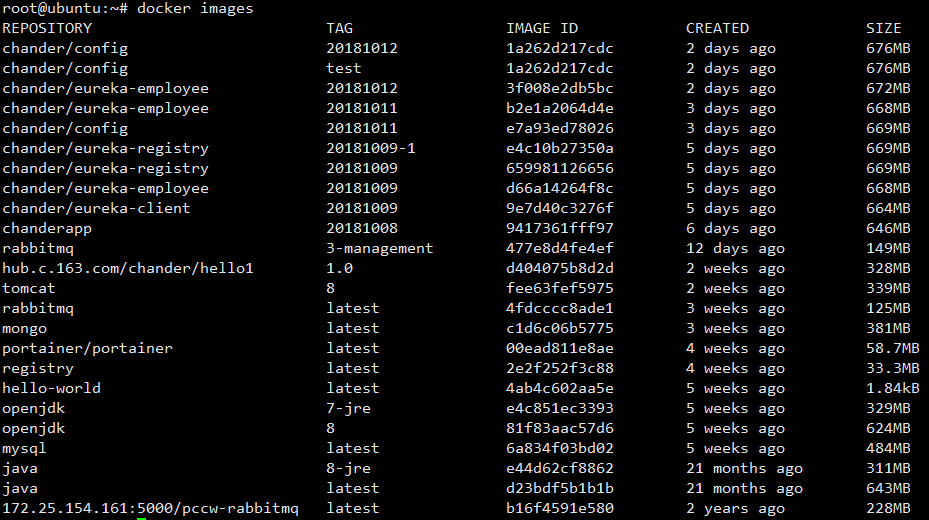 root@ubuntu:~# docker images
REPOSITORY TAG IMAGE ID CREATED SIZE
chander/config 20181012 1a262d217cdc 2 days ago 676MB
chander/config test 1a262d217cdc 2 days ago 676MB
chander/eureka-employee 20181012 3f008e2db5bc 2 days ago 672MB
chander/eureka-employee 20181011 b2e1a2064d4e 3 days ago 668MB
chander/config 20181011 e7a93ed78026 3 days ago 669MB
chander/eureka-registry 20181009-1 e4c10b27350a 5 days ago 669MB
chander/eureka-registry 20181009 659981126656 5 days ago 669MB
chander/eureka-employee 20181009 d66a14264f8c 5 days ago 668MB
chander/eureka-client 20181009 9e7d40c3276f 5 days ago 664MB
chanderapp 20181008 9417361fff97 6 days ago 646MB
rabbitmq 3-management 477e8d4fe4ef 12 days ago 149MB
hub.c.163.com/chander/hello1 1.0 d404075b8d2d 2 weeks ago 328MB
tomcat 8 fee63fef5975 2 weeks ago 339MB
rabbitmq latest 4fdcccc8ade1 3 weeks ago 125MB
mongo latest c1d6c06b5775 3 weeks ago 381MB
portainer/portainer latest 00ead811e8ae 4 weeks ago 58.7MB
registry latest 2e2f252f3c88 4 weeks ago 33.3MB
hello-world latest 4ab4c602aa5e 5 weeks ago 1.84kB
openjdk 7-jre e4c851ec3393 5 weeks ago 329MB
openjdk 8 81f83aac57d6 5 weeks ago 624MB
mysql latest 6a834f03bd02 5 weeks ago 484MB
java 8-jre e44d62cf8862 21 months ago 311MB
java latest d23bdf5b1b1b 21 months ago 643MB
172.25.154.161:5000/pccw-rabbitmq latest b16f4591e580 2 years ago 228MB